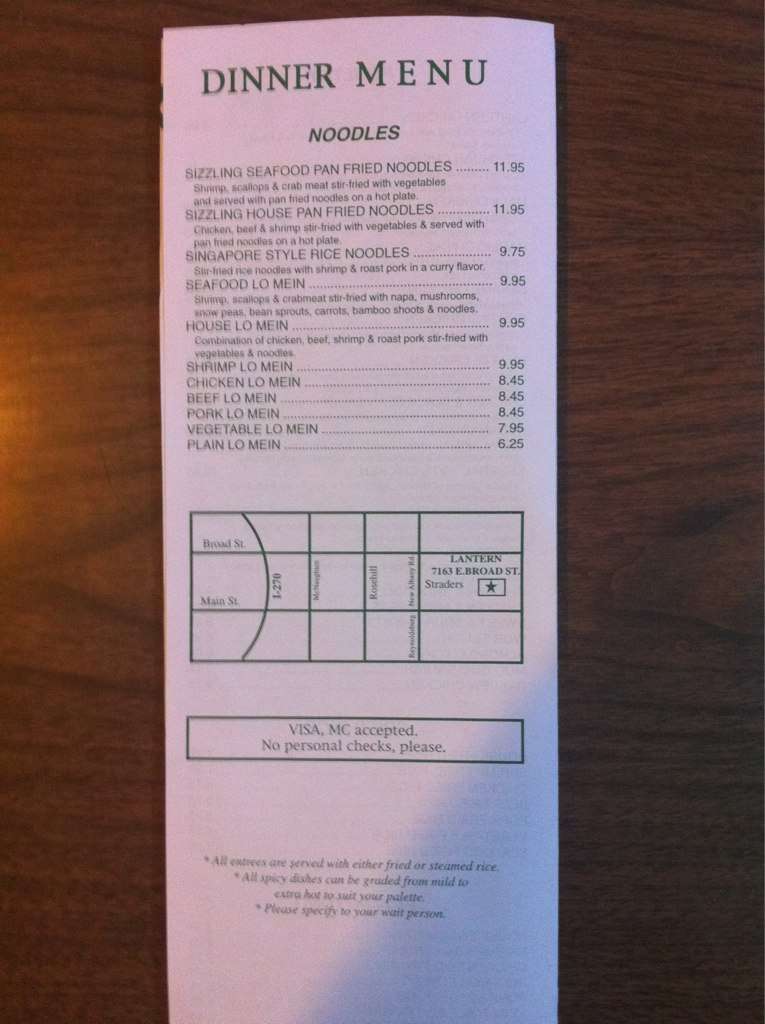 DINNER MENU
NOODLES
SIZZLING SEAFOOD PAN FRIED NOODLES ......... 11.95
Shrimp, scallops & crab meat stir-fried with vegetables
and served with pan fried noodles on a hot plate.
SIZZLING HOUSE PAN FRIED NOODLES .............. 11.95
Chicken, beef & shrimp stir-fried with vegetables & served with
pan fried noodles on a hot plate.
SINGAPORE STYLE RICE NOODLES ..................... 9.75
Stir-fried rice noodles with shrimp & roast pork in a curry flavor.
SEAFOOD LO MEIN .................................................. 9.95
Shrimp, scallops & crabmeat stir-fried with napa, mushrooms,
snow peas, bean sprouts, carrots, bamboo shoots & noodles.
HOUSE LO MEIN ...................................................... 9.95
Combination of chicken, beef, shrimp & roast pork stir-fried with
vegetables & noodles.
SHRIMP LO MEIN ..................................................... 9.95
CHICKEN LO MEIN ................................................... 8.45
BEEF LO MEIN .......................................................... 8.45
PORK LO MEIN ......................................................... 8.45
VEGETABLE LO MEIN .............................................. 7.95
PLAIN LO MEIN ........................................................ 6.25
Broad St.
Main St.
I-270
McNaughten
Rosehill
New Albany Rd.
Reynoldsburg
LANTERN
7163 E.BROAD ST.
Straders
VISA, MC accepted.
No personal checks, please.
* All entrees are served with either fried or steamed rice.
* All spicy dishes can be graded from mild to
extra hot to suit your palette.
* Please specify to your wait person.